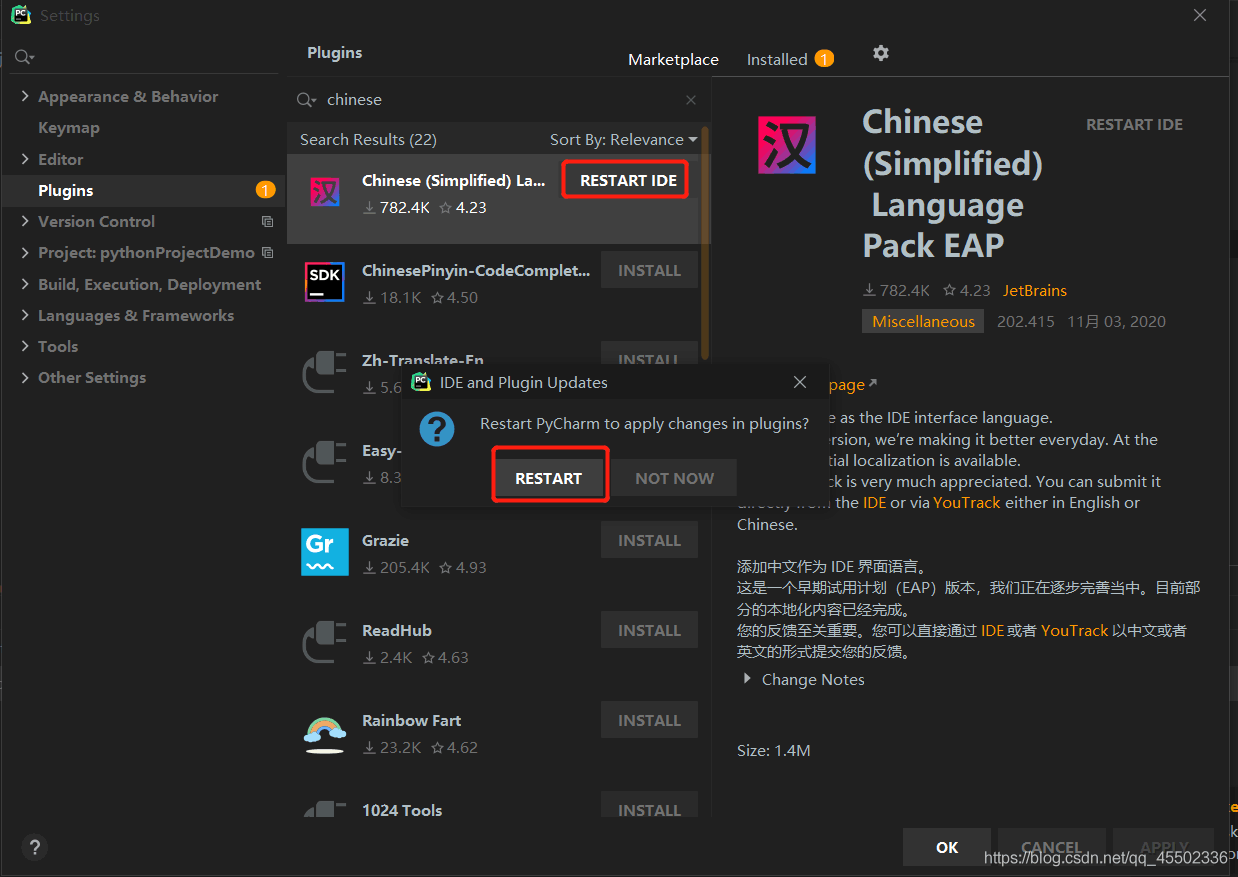 Settings
Plugins
Marketplace
Installed 1
chinese
Appearance & Behavior
Keymap
Editor
Plugins 1
Version Control
Project: pythonProjectDemo
Build, Execution, Deployment
Languages & Frameworks
Tools
Other Settings
Search Results (22)
Sort By: Relevance
汉
Chinese (Simplified) La...
RESTART IDE
782.4K 4.23
SDK
ChinesePinyin-CodeComplet...
INSTALL
18.1K 4.50
Zh-Translate-En
INSTALL
5.6
Easy-
8.3
Gr
Grazie
INSTALL
205.4K 4.93
ReadHub
INSTALL
2.4K 4.63
Rainbow Fart
INSTALL
23.2K 4.62
1024 Tools
INSTALL
PC
IDE and Plugin Updates
Restart PyCharm to apply changes in plugins?
RESTART
NOT NOW
汉
Chinese
(Simplified)
Language
Pack EAP
RESTART IDE
782.4K 4.23 JetBrains
Miscellaneous 202.415 11月 03, 2020
page
e as the IDE interface language.
ersion, we're making it better everyday. At the
tial localization is available.
ck is very much appreciated. You can submit it
directly from the IDE or via YouTrack either in English or
Chinese.
添加中文作为 IDE 界面语言。
这是一个早期试用计划（EAP）版本，我们正在逐步完善当中。目前部
分的本地化内容已经完成。
您的反馈至关重要。您可以直接通过 IDE 或者 YouTrack 以中文或者
英文的形式提交您的反馈。
Change Notes
Size: 1.4M
?
OK
CANCEL
APPLY
https://blog.csdn.net/qq_45502336